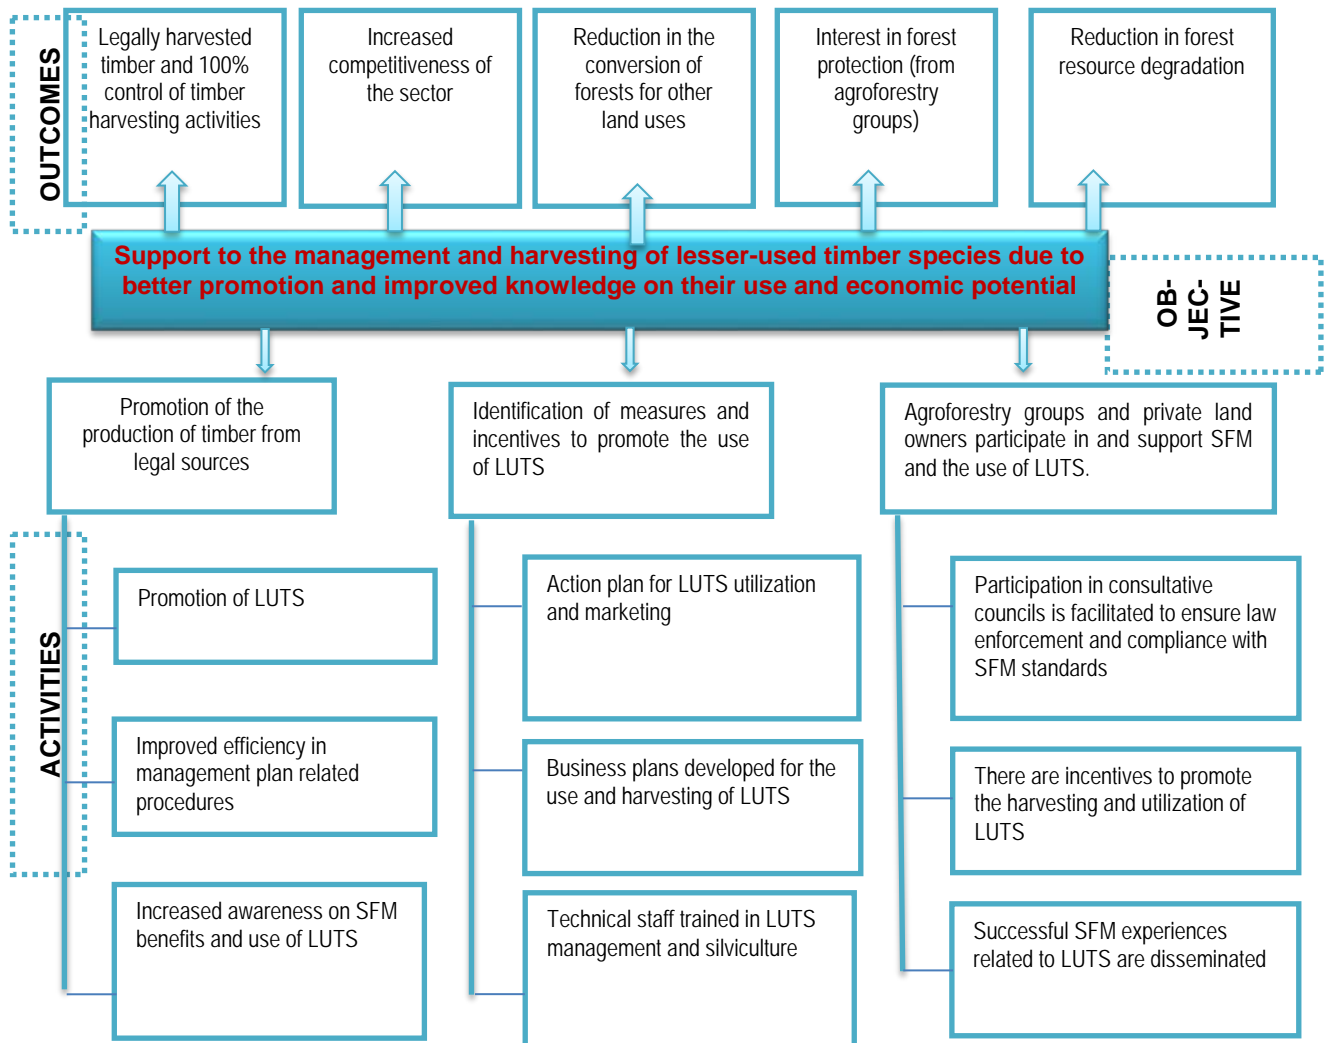 OUTCOMES
Legally harvested
timber and 100%
control of timber
harvesting activities
Increased
competitiveness of
the sector
Reduction in the
conversion of
forests for other
land uses
Interest in forest
protection (from
agroforestry
groups)
Reduction in forest
resource degradation
Support to the management and harvesting of lesser-used timber species due to
better promotion and improved knowledge on their use and economic potential
OB-
JEC-
TIVE
Promotion of the
production of timber from
legal sources
Identification of measures and
incentives to promote the use
of LUTS
Agroforestry groups and private land
owners participate in and support SFM
and the use of LUTS.
ACTIVITIES
Promotion of LUTS
Improved efficiency in
management plan related
procedures
Increased awareness on SFM
benefits and use of LUTS
Action plan for LUTS utilization
and marketing
Business plans developed for the
use and harvesting of LUTS
Technical staff trained in LUTS
management and silviculture
Participation in consultative
councils is facilitated to ensure law
enforcement and compliance with
SFM standards
There are incentives to promote
the harvesting and utilization of
LUTS
Successful SFM experiences
related to LUTS are disseminated